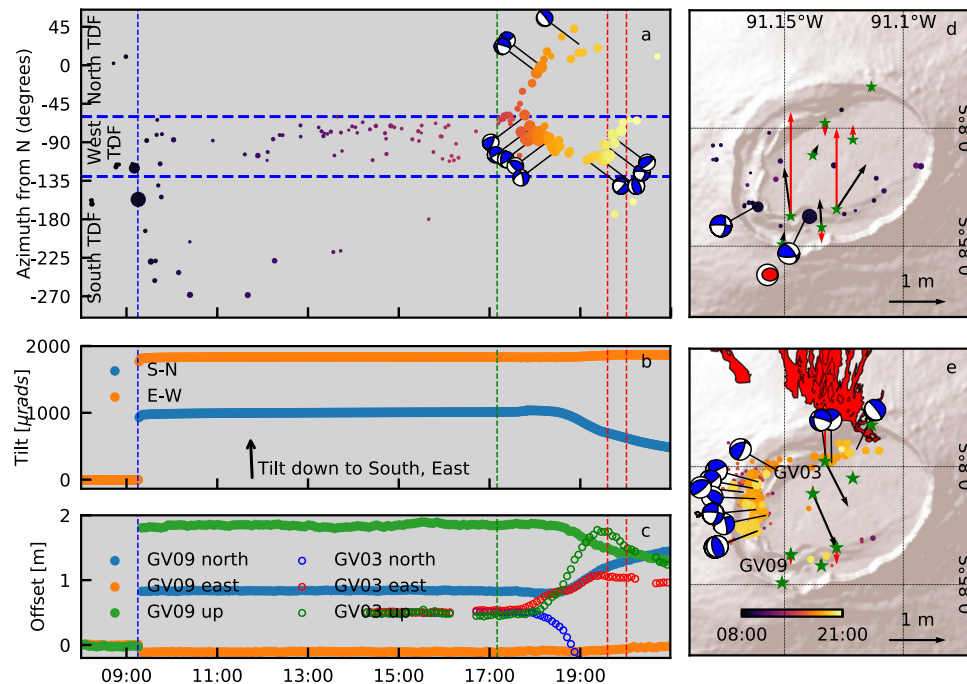 a
45
0
-45
-90
-135
-180
-225
-270
Azimuth from N (degrees)
North TDF
West
TDF
South TDF
b
2000
1000
0
Tilt [μrads]
S-N
E-W
Tilt down to South, East
c
2
1
0
Offset [m]
GV09 north
GV09 east
GV09 up
GV03 north
GV03 east
GV03 up
09:00
11:00
13:00
15:00
17:00
19:00
91.15°W
91.1°W
d
0.8°S
0.85°S
1 m
e
GV03
GV09
0.8°S
0.85°S
08:00
21:00
1 m